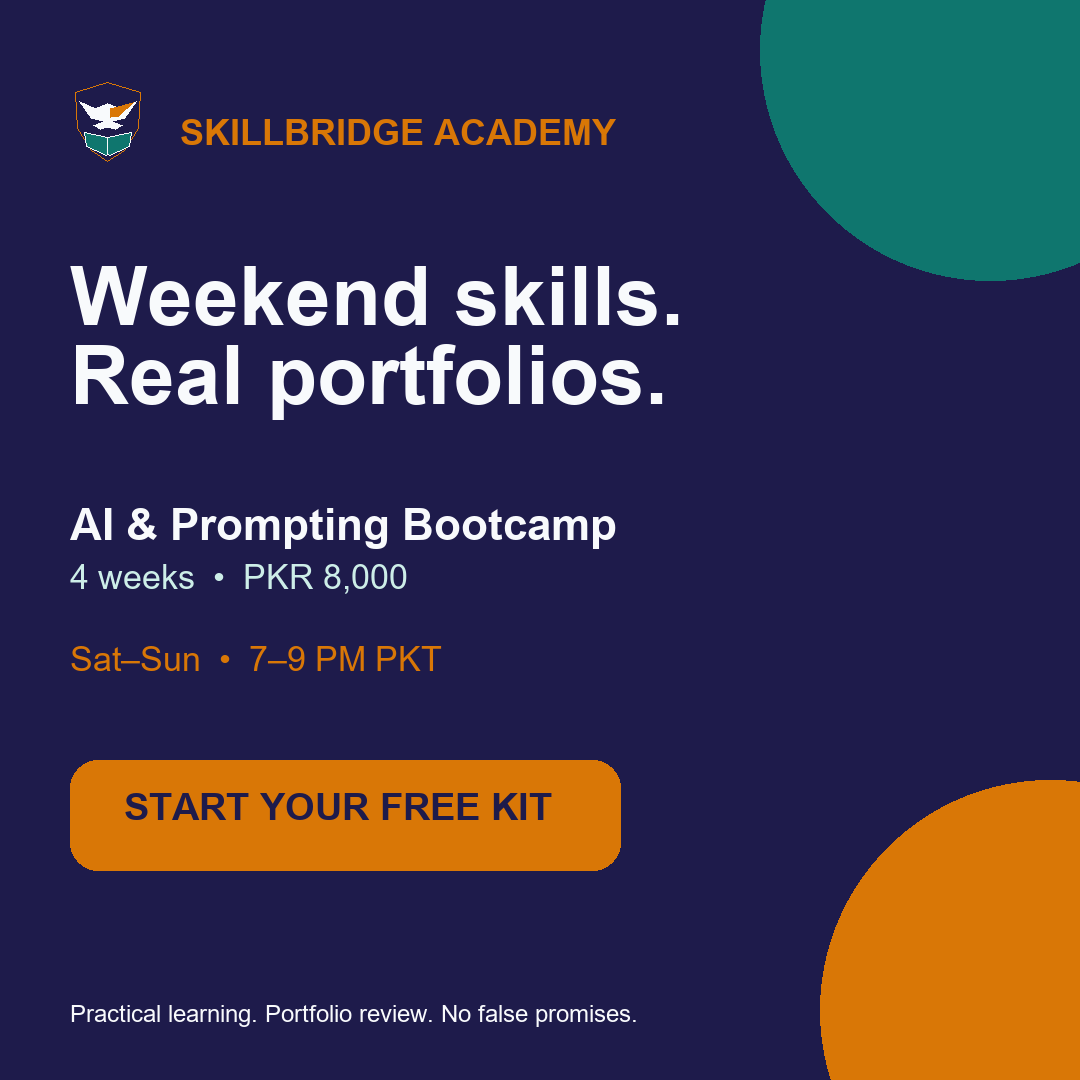 SKILLBRIDGE ACADEMY
Weekend skills.
Real portfolios.
AI & Prompting Bootcamp
4 weeks • PKR 8,000
Sat–Sun • 7–9 PM PKT
START YOUR FREE KIT
Practical learning. Portfolio review. No false promises.